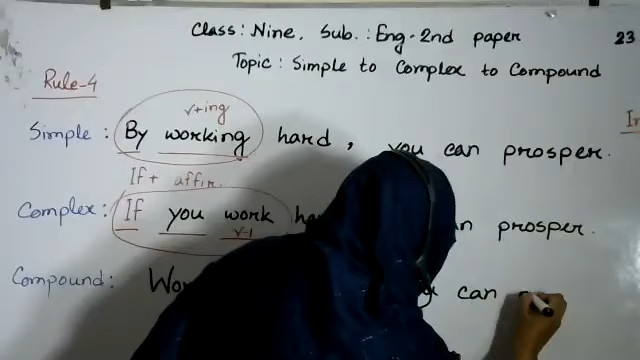 Class: Nine. Sub.: Eng. 2nd paper
23
Topic: Simple to Complex to Compound
Rule-4
v+ing
Simple: By working hard, you can prosper.
If + affir.
Complex: If you work can prosper.
v-1
Compound: can